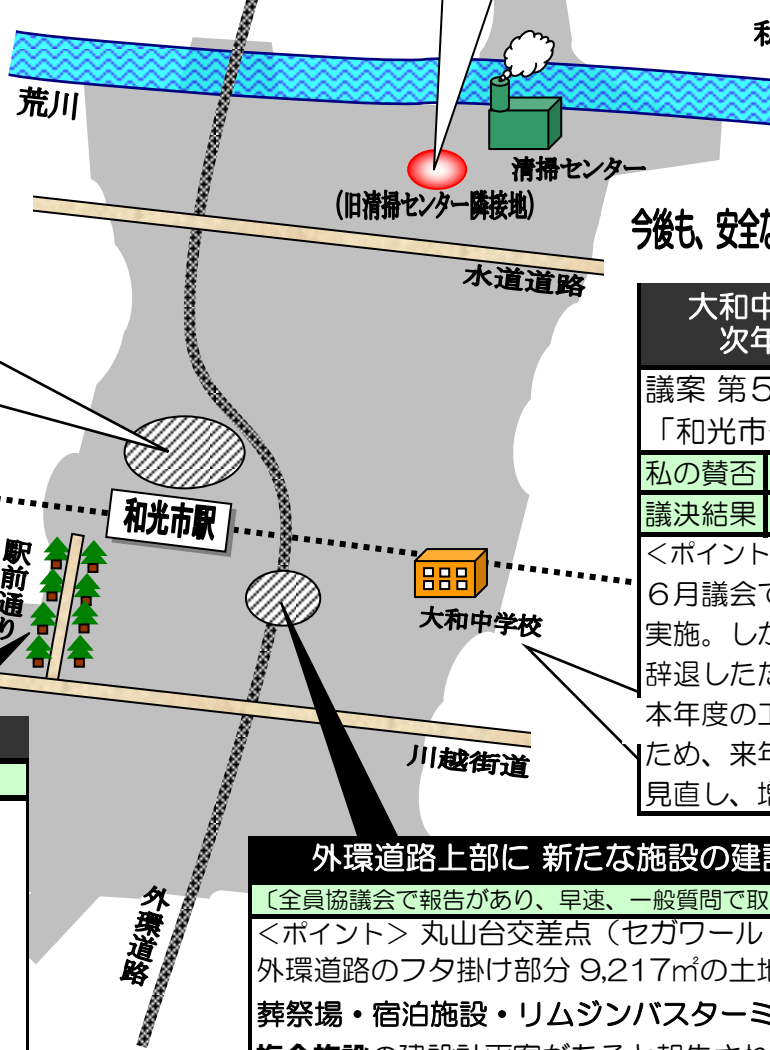 荒川
清掃センター
(旧清掃センター隣接地)
今後も、安全な
水道道路
大和中
次年
議案 第5
「和光市
私の賛否
議決結果
<ポイント
6月議会で
実施。しか
辞退したた
本年度の工
ため、来年
見直し、増
和光市駅
駅前通り
大和中学校
川越街道
外環道路
外環道路上部に 新たな施設の建設
〔全員協議会で報告があり、早速、一般質問で取
<ポイント> 丸山台交差点(セガワール
外環道路のフタ掛け部分 9,217㎡の土地
葬祭場・宿泊施設・リムジンバスターミ